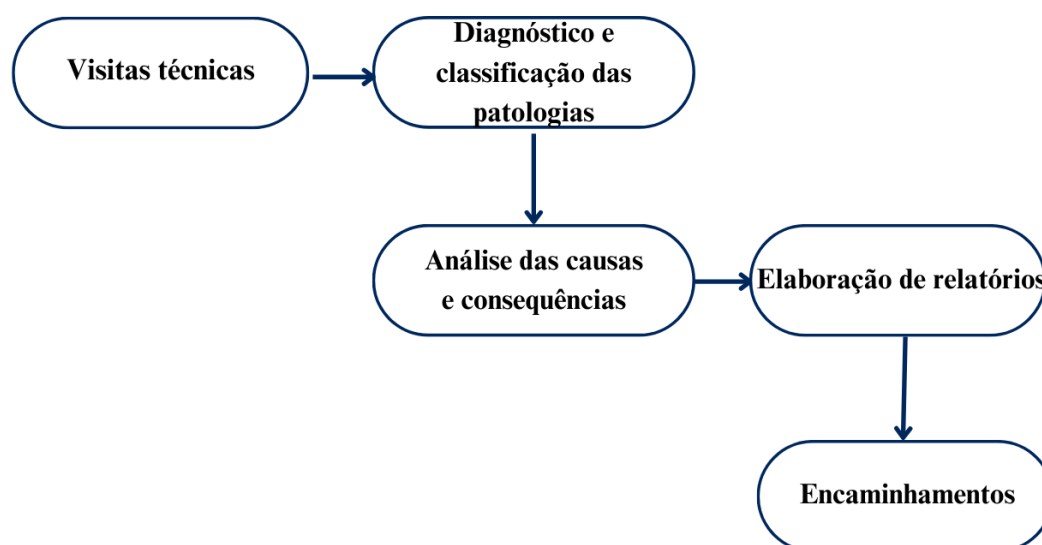 Visitas técnicas
Diagnóstico e
classificação das
patologias
Análise das causas
e consequências
Elaboração de relatórios
Encaminhamentos